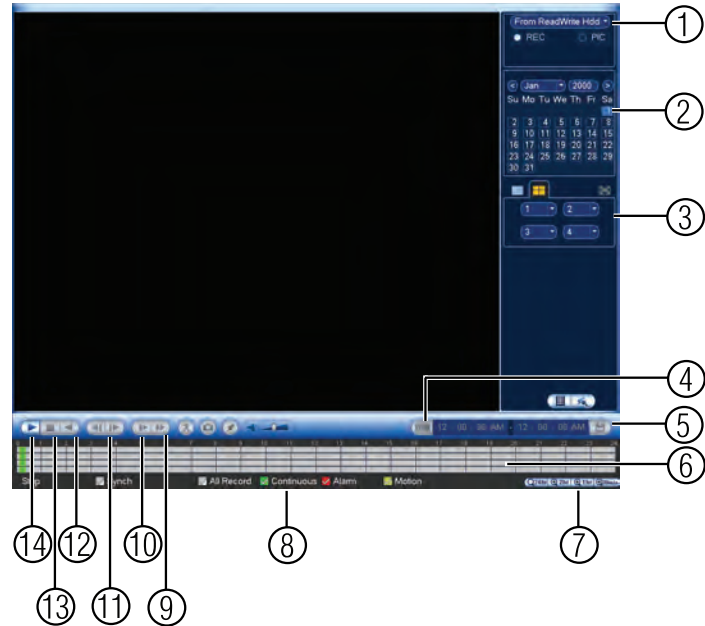 From ReadWrite Hdd
REC PIC
1
Jan 2000
Su Mo Tu We Th Fr Sa
1
2 3 4 5 6 7 8
9 10 11 12 13 14 15
16 17 18 19 20 21 22
23 24 25 26 27 28 29
30 31
2
1 2
3 4
3
4
12 : 00 : 00 AM - 12 : 00 : 00 AM
5
6
Stop Synch All Record Continuous Alarm Motion
7
8
14 12 10
13 11 9